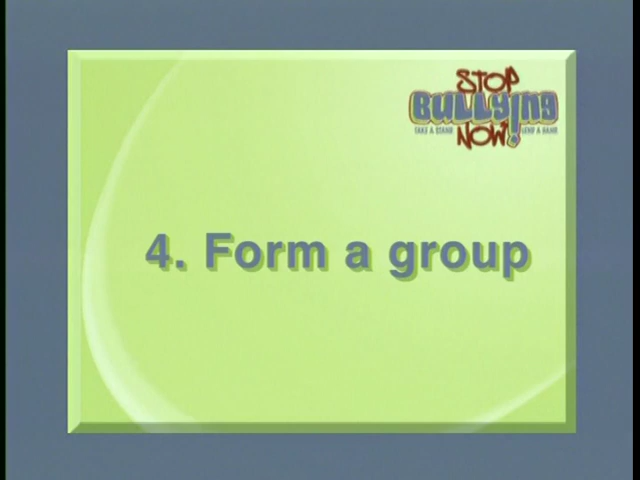 STOP
BULLYING
TAKE A STAND LEND A HAND
NOW!
4. Form a group